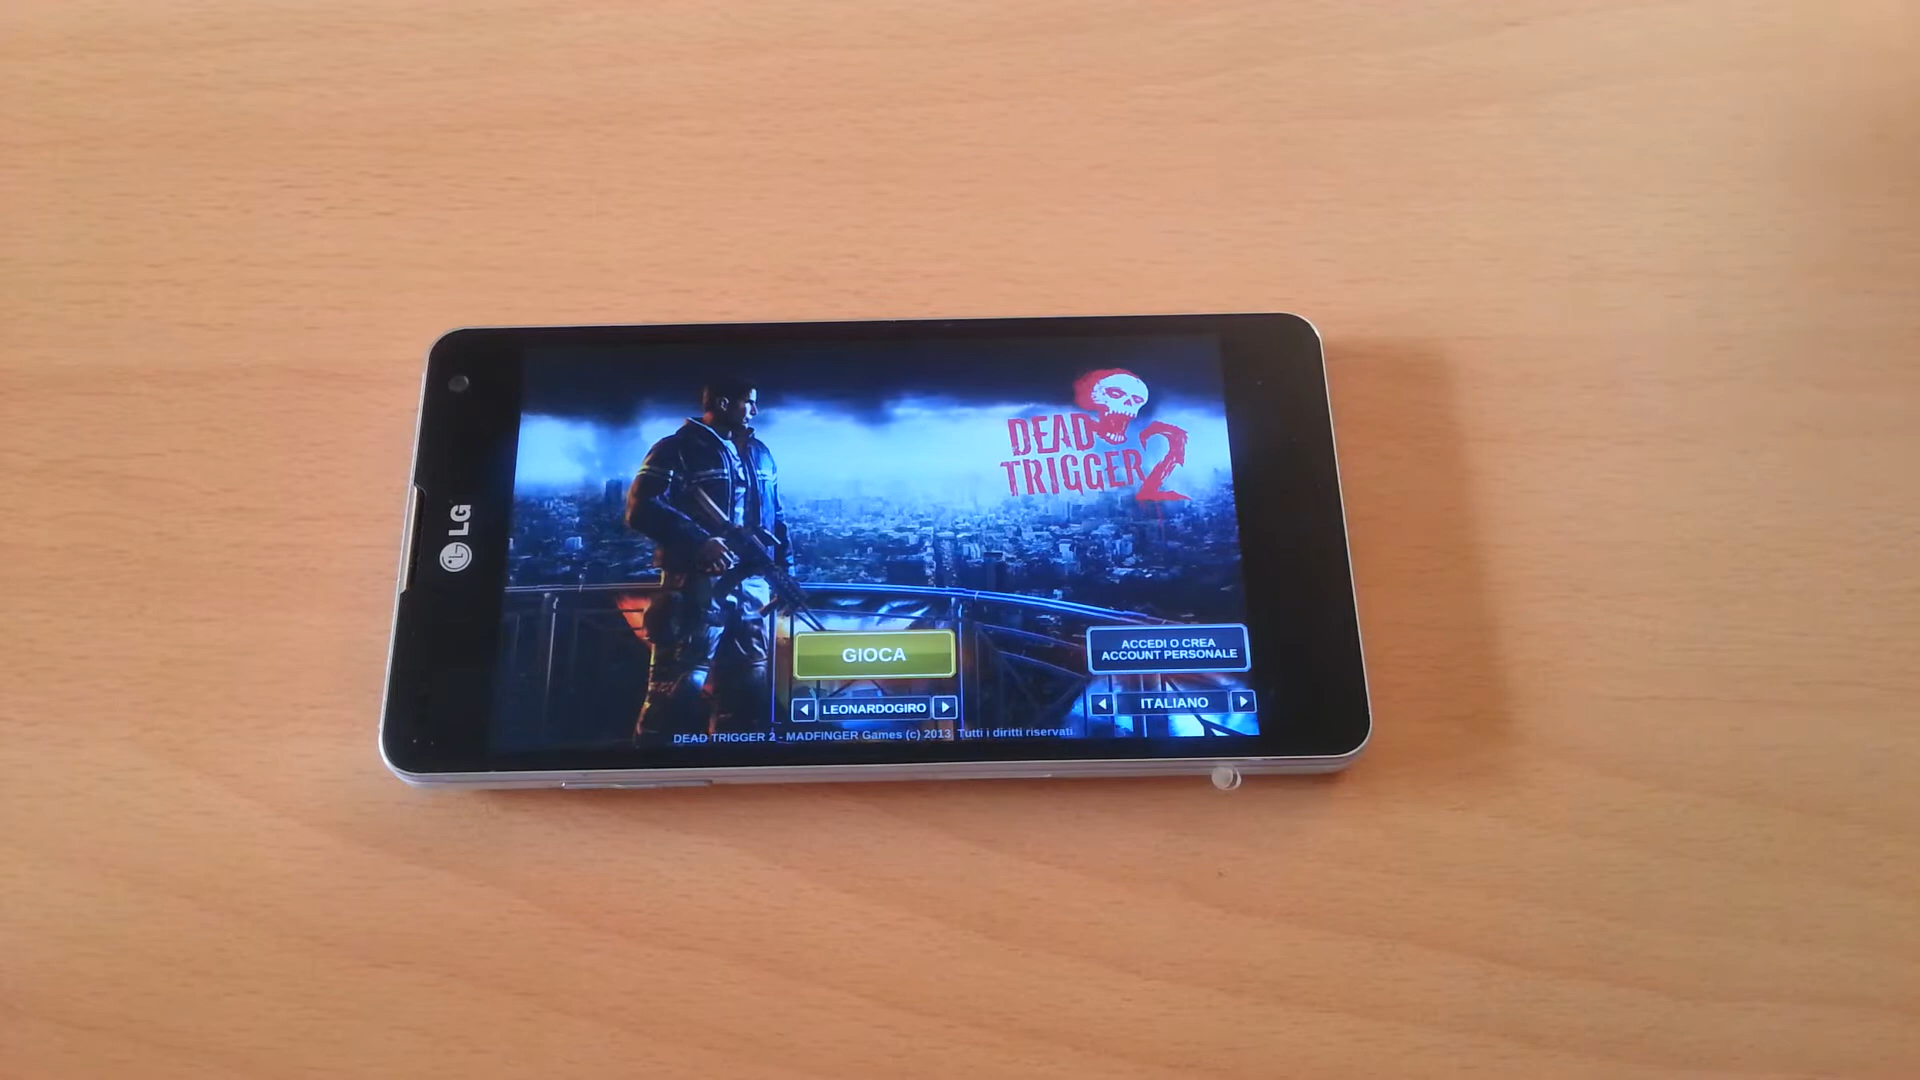 LG
DEAD
TRIGGER 2
GIOCA
LEONARDOGIRO
ACCEDI O CREA
ACCOUNT PERSONALE
ITALIANO
DEAD TRIGGER 2 - MADFINGER Games (c) 2013 Tutti i diritti riservati